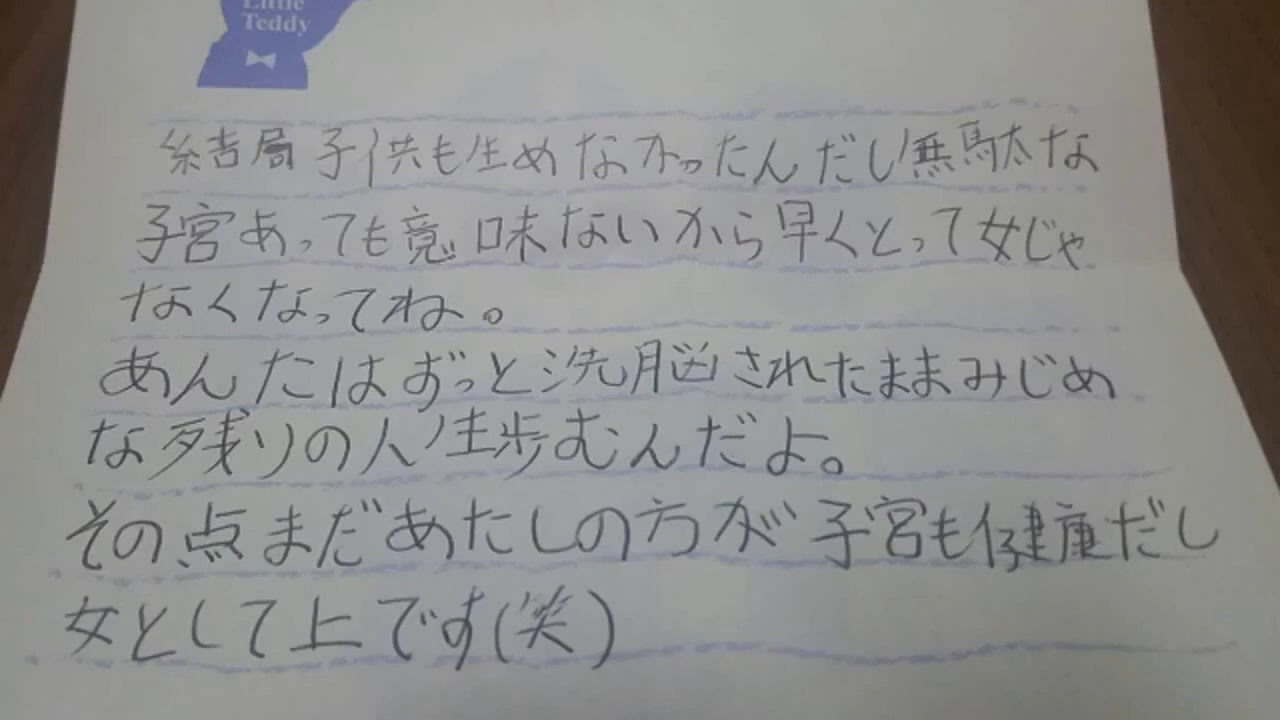 Little
Teddy
結局子供も生めなかったんだし無駄な
子宮あっても意味ないから早くとって女じゃ
なくなってね。
あんたはずっと洗脳されたままみじめ
な残りの人生歩むんだよ。
その点まだあたしの方が子宮も健康だし
女として上です(笑)